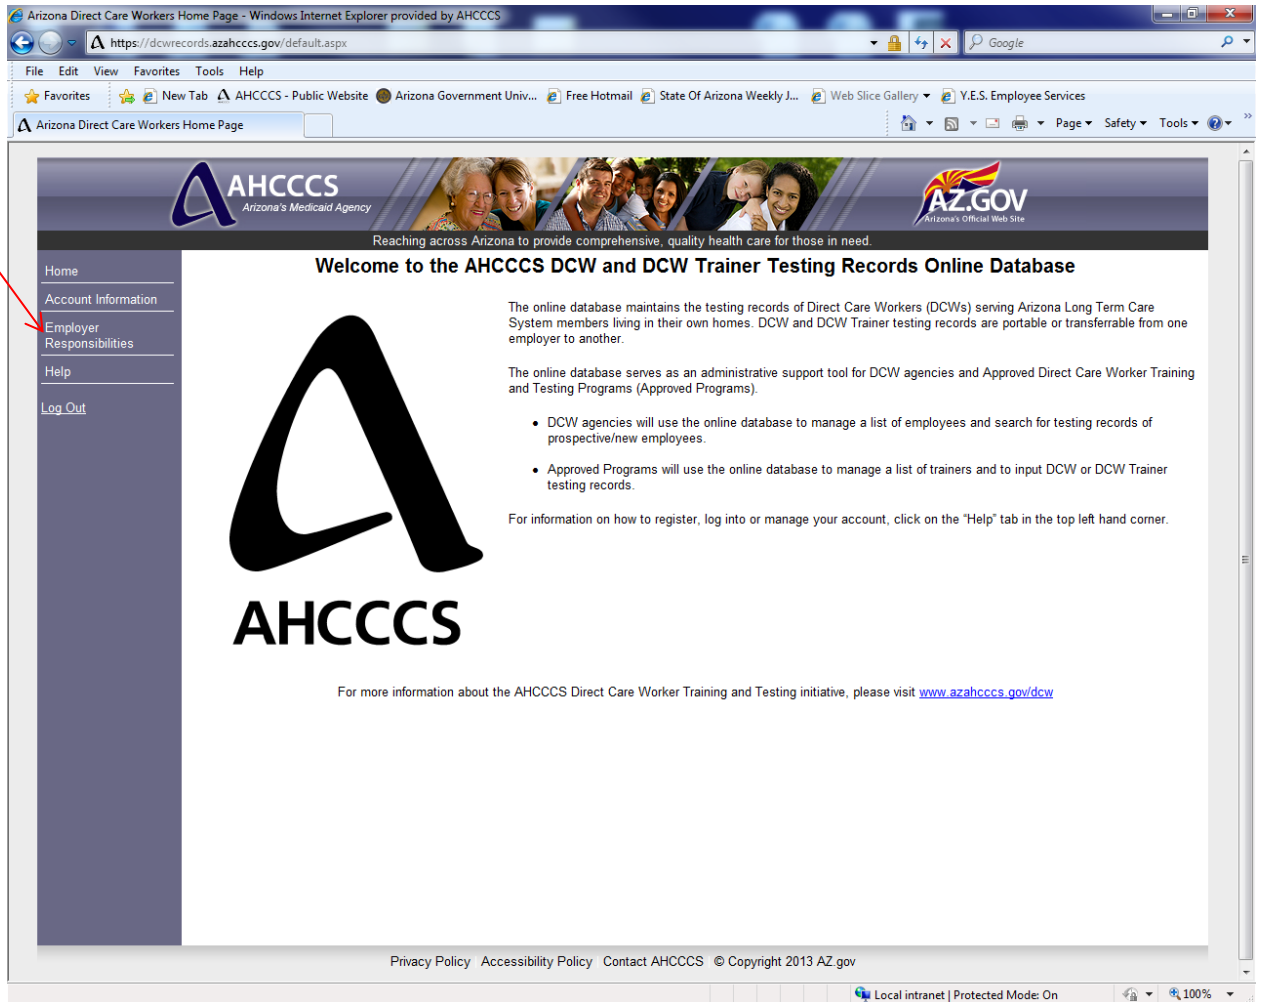 Arizona Direct Care Workers Home Page - Windows Internet Explorer provided by AHCCCS
https://dcwrecords.azahcccs.gov/default.aspx
Google
File Edit View Favorites Tools Help
Favorites New Tab AHCCCS - Public Website Arizona Government Univ... Free Hotmail State Of Arizona Weekly J... Web Slice Gallery Y.E.S. Employee Services
Arizona Direct Care Workers Home Page
Page Safety Tools
AHCCCS
Arizona's Medicaid Agency
AZ.GOV
Arizona's Official Web Site
Reaching across Arizona to provide comprehensive, quality health care for those in need.
Home
Account Information
Employer
Responsibilities
Help
Log Out
Welcome to the AHCCCS DCW and DCW Trainer Testing Records Online Database
The online database maintains the testing records of Direct Care Workers (DCWs) serving Arizona Long Term Care
System members living in their own homes. DCW and DCW Trainer testing records are portable or transferrable from one
employer to another.
The online database serves as an administrative support tool for DCW agencies and Approved Direct Care Worker Training
and Testing Programs (Approved Programs).
• DCW agencies will use the online database to manage a list of employees and search for testing records of
prospective/new employees.
• Approved Programs will use the online database to manage a list of trainers and to input DCW or DCW Trainer
testing records.
For information on how to register, log into or manage your account, click on the “Help” tab in the top left hand corner.
AHCCCS
For more information about the AHCCCS Direct Care Worker Training and Testing initiative, please visit www.azahcccs.gov/dcw
Privacy Policy | Accessibility Policy | Contact AHCCCS | © Copyright 2013 AZ.gov
Local intranet | Protected Mode: On
100%